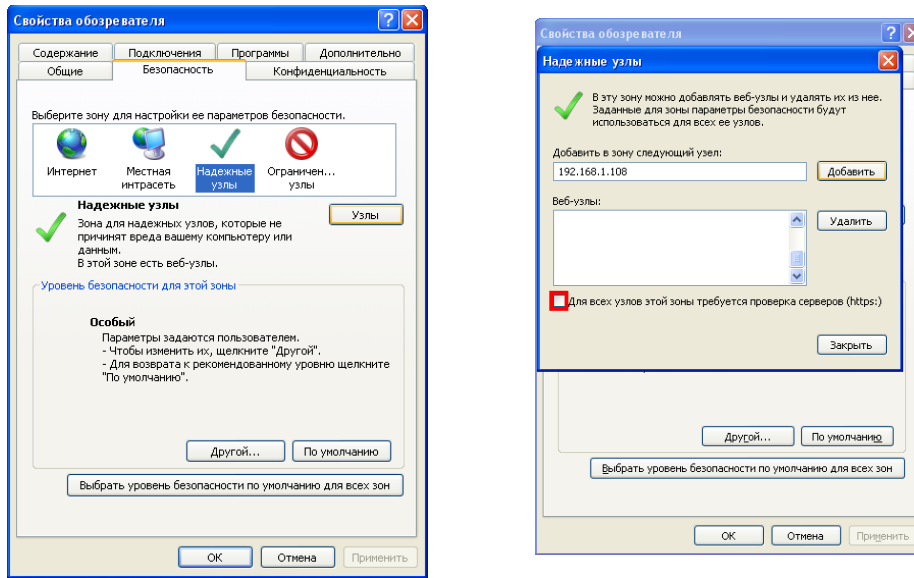 Свойства обозревателя
Содержание Подключения Программы Дополнительно
Общие Безопасность Конфиденциальность
Выберите зону для настройки ее параметров безопасности.
Интернет Местная интрасеть Надежные узлы Ограничен... узлы
Надежные узлы
Узлы
Зона для надежных узлов, которые не
причинят вреда вашему компьютеру или
данным.
В этой зоне есть веб-узлы.
Уровень безопасности для этой зоны
Особый
Параметры задаются пользователем.
- Чтобы изменить их, щелкните "Другой".
- Для возврата к рекомендованному уровню щелкните
"По умолчанию".
Другой... По умолчанию
Выбрать уровень безопасности по умолчанию для всех зон
OK Отмена Применить
Свойства обозревателя
Надежные узлы
В эту зону можно добавлять веб-узлы и удалять их из нее.
Заданные для зоны параметры безопасности будут
использоваться для всех ее узлов.
Добавить в зону следующий узел:
192.168.1.108 Добавить
Веб-узлы:
Удалить
Для всех узлов этой зоны требуется проверка серверов (https:)
Закрыть
Другой... По умолчанию
Выбрать уровень безопасности по умолчанию для всех зон
OK Отмена Применить